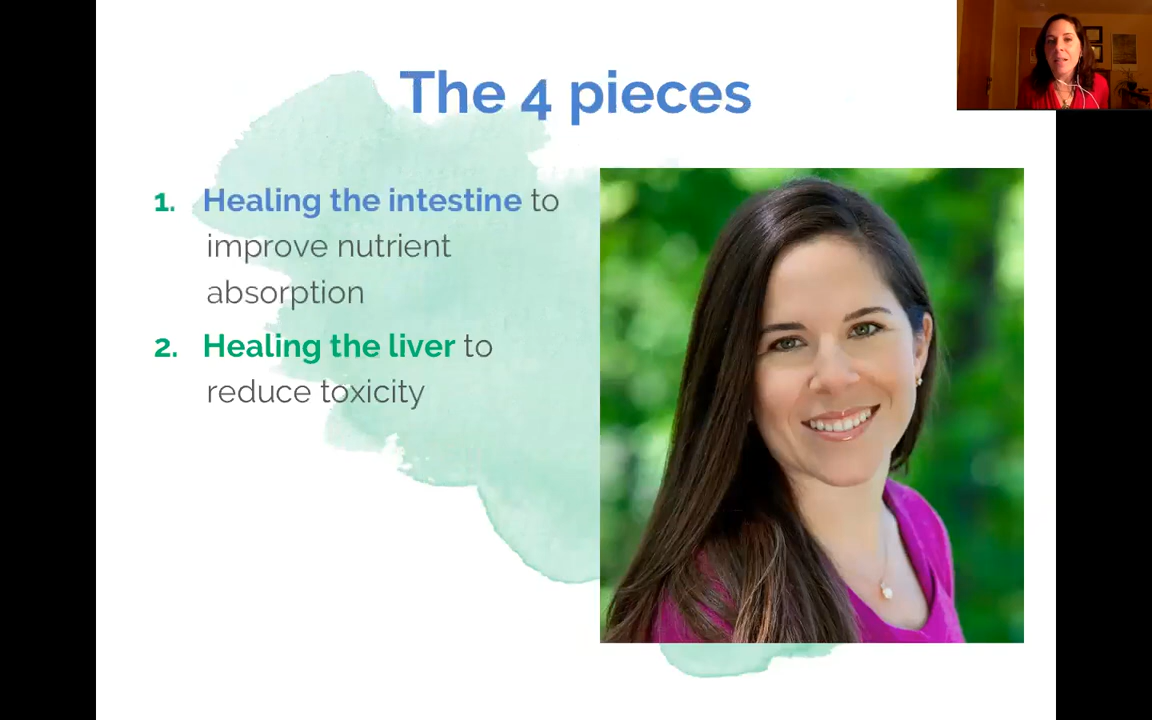 The 4 pieces
1. Healing the intestine to
improve nutrient
absorption
2. Healing the liver to
reduce toxicity